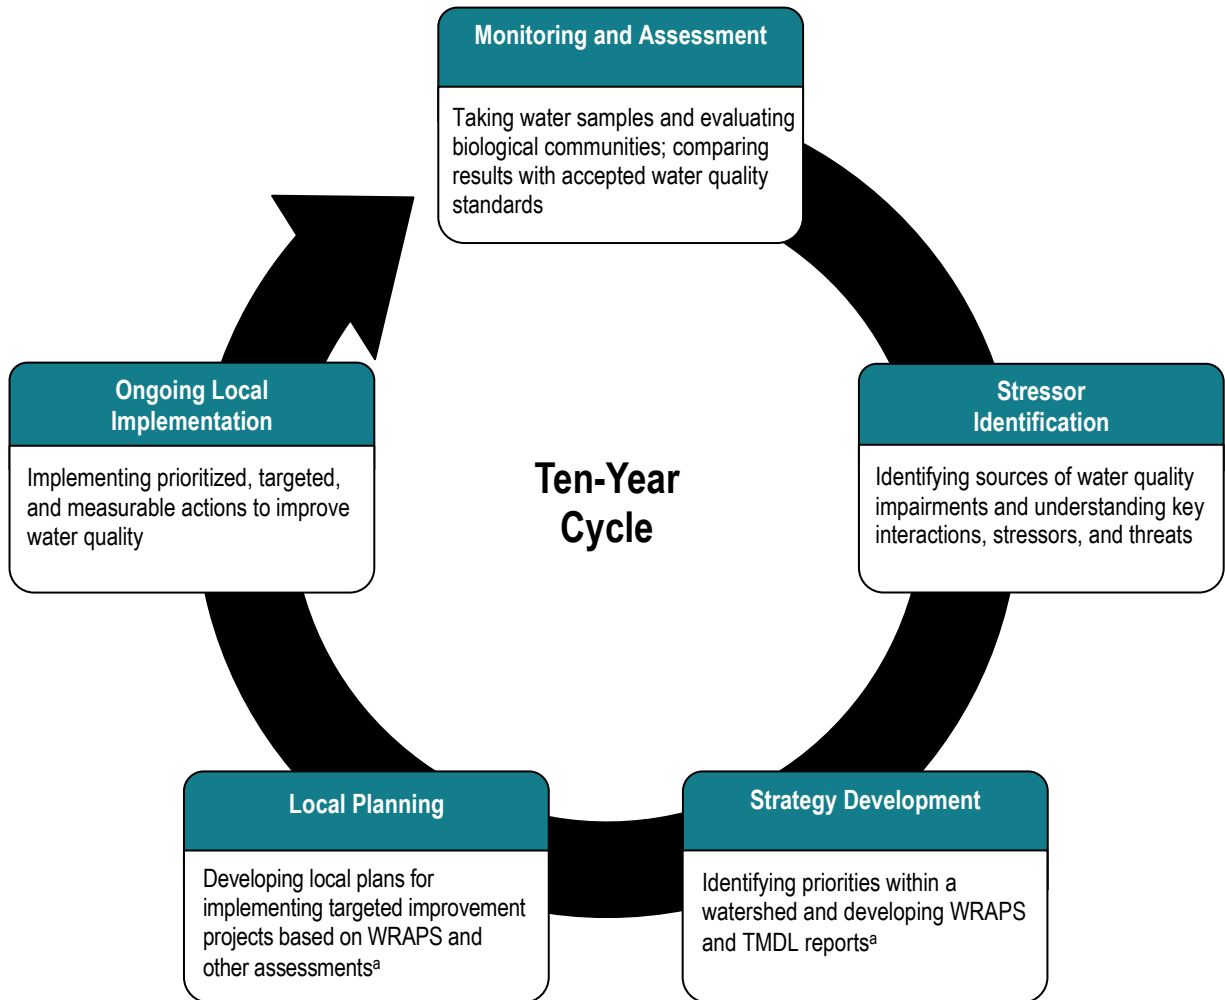 Monitoring and Assessment
Taking water samples and evaluating
biological communities; comparing
results with accepted water quality
standards
Stressor
Identification
Identifying sources of water quality
impairments and understanding key
interactions, stressors, and threats
Strategy Development
Identifying priorities within a
watershed and developing WRAPS
and TMDL reportsᵃ
Local Planning
Developing local plans for
implementing targeted improvement
projects based on WRAPS and
other assessmentsᵃ
Ongoing Local
Implementation
Implementing prioritized, targeted,
and measurable actions to improve
water quality
Ten-Year
Cycle